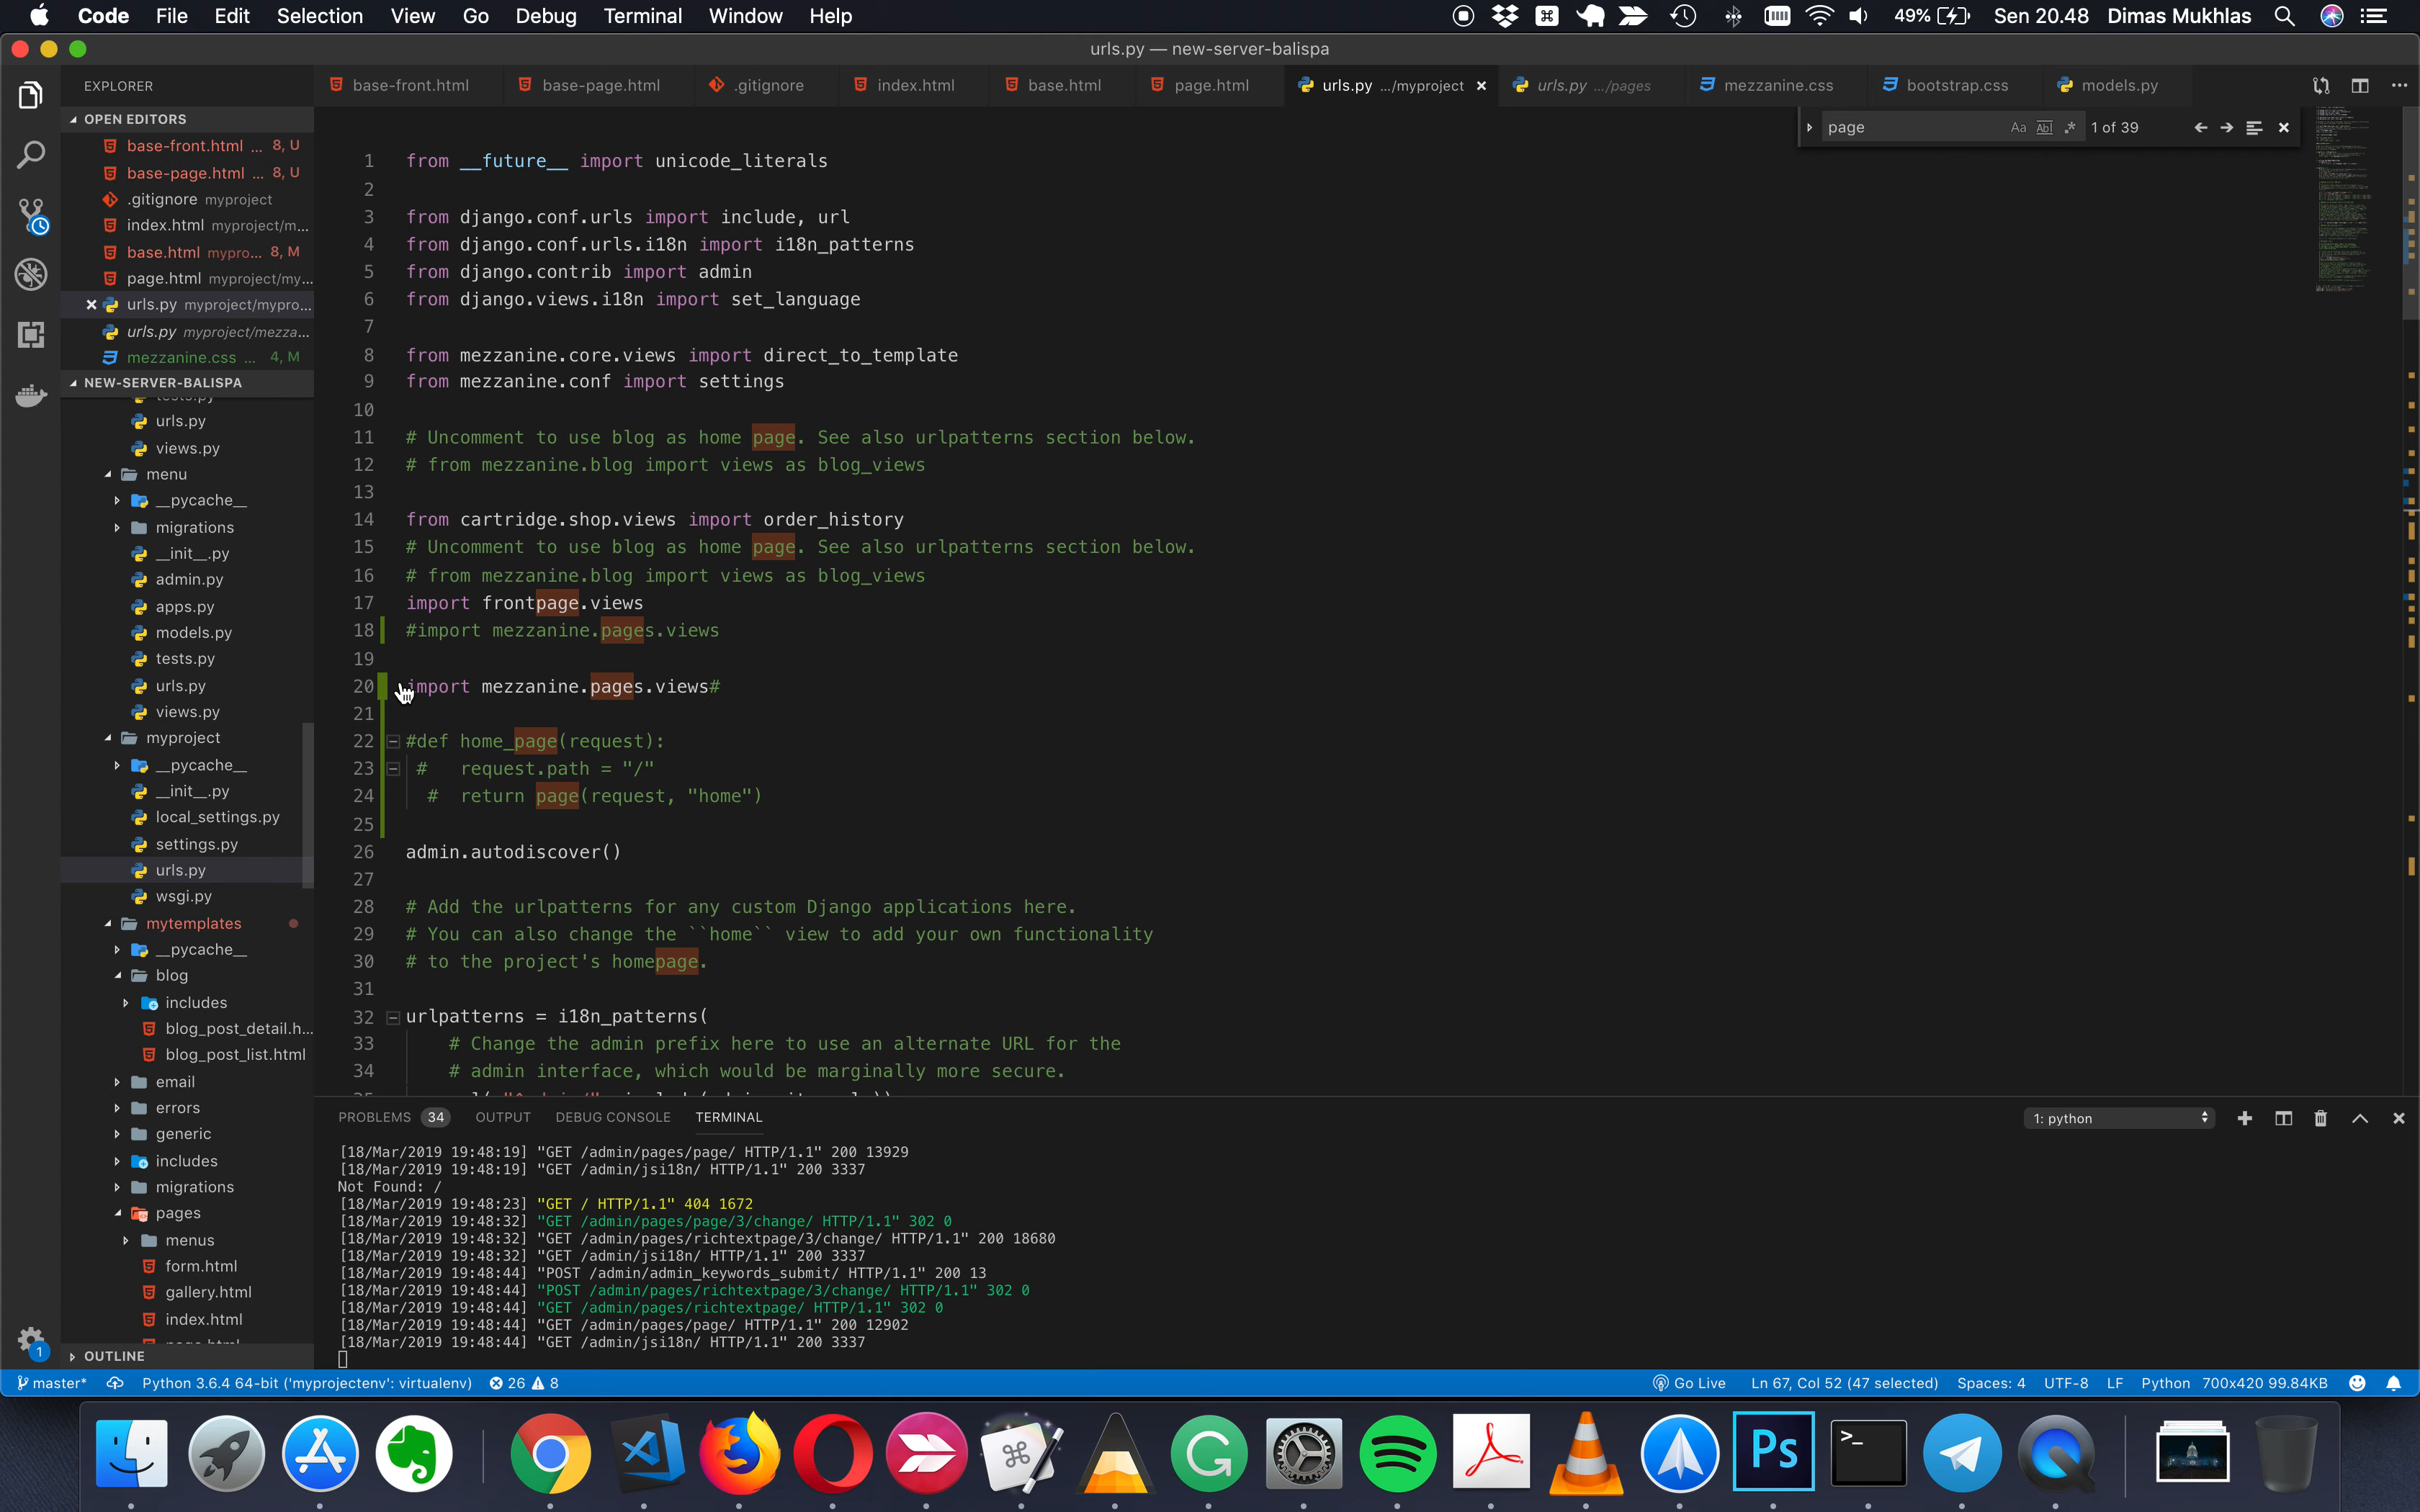 Code File Edit Selection View Go Debug Terminal Window Help 49% Sen 20.48 Dimas Mukhlas
urls.py — new-server-balispa
EXPLORER
base-front.html base-page.html .gitignore index.html base.html page.html urls.py .../myproject urls.py .../pages mezzanine.css bootstrap.css models.py
page Aa Abl .* 1 of 39
OPEN EDITORS
base-front.html ... 8, U
base-page.html ... 8, U
.gitignore myproject
index.html myproject/m...
base.html mypro... 8, M
page.html myproject/my...
urls.py myproject/mypro...
urls.py myproject/mezza...
mezzanine.css ... 4, M
NEW-SERVER-BALISPA
tests.py
urls.py
views.py
menu
__pycache__
migrations
__init__.py
admin.py
apps.py
models.py
tests.py
urls.py
views.py
myproject
__pycache__
__init__.py
local_settings.py
settings.py
urls.py
wsgi.py
mytemplates
__pycache__
blog
includes
blog_post_detail.h...
blog_post_list.html
email
errors
generic
includes
migrations
pages
menus
form.html
gallery.html
index.html
page.html
OUTLINE
1 from __future__ import unicode_literals
2
3 from django.conf.urls import include, url
4 from django.conf.urls.i18n import i18n_patterns
5 from django.contrib import admin
6 from django.views.i18n import set_language
7
8 from mezzanine.core.views import direct_to_template
9 from mezzanine.conf import settings
10
11 # Uncomment to use blog as home page. See also urlpatterns section below.
12 # from mezzanine.blog import views as blog_views
13
14 from cartridge.shop.views import order_history
15 # Uncomment to use blog as home page. See also urlpatterns section below.
16 # from mezzanine.blog import views as blog_views
17 import frontpage.views
18 #import mezzanine.pages.views
19
20 import mezzanine.pages.views#
21
22 #def home_page(request):
23 # request.path = "/"
24 # return page(request, "home")
25
26 admin.autodiscover()
27
28 # Add the urlpatterns for any custom Django applications here.
29 # You can also change the ``home`` view to add your own functionality
30 # to the project's homepage.
31
32 urlpatterns = i18n_patterns(
33 # Change the admin prefix here to use an alternate URL for the
34 # admin interface, which would be marginally more secure.
PROBLEMS 34 OUTPUT DEBUG CONSOLE TERMINAL 1: python
[18/Mar/2019 19:48:19] "GET /admin/pages/page/ HTTP/1.1" 200 13929
[18/Mar/2019 19:48:19] "GET /admin/jsi18n/ HTTP/1.1" 200 3337
Not Found: /
[18/Mar/2019 19:48:23] "GET / HTTP/1.1" 404 1672
[18/Mar/2019 19:48:32] "GET /admin/pages/page/3/change/ HTTP/1.1" 302 0
[18/Mar/2019 19:48:32] "GET /admin/pages/richtextpage/3/change/ HTTP/1.1" 200 18680
[18/Mar/2019 19:48:32] "GET /admin/jsi18n/ HTTP/1.1" 200 3337
[18/Mar/2019 19:48:44] "POST /admin/admin_keywords_submit/ HTTP/1.1" 200 13
[18/Mar/2019 19:48:44] "POST /admin/pages/richtextpage/3/change/ HTTP/1.1" 302 0
[18/Mar/2019 19:48:44] "GET /admin/pages/richtextpage/ HTTP/1.1" 302 0
[18/Mar/2019 19:48:44] "GET /admin/pages/page/ HTTP/1.1" 200 12902
[18/Mar/2019 19:48:44] "GET /admin/jsi18n/ HTTP/1.1" 200 3337
1
master* Python 3.6.4 64-bit ('myprojectenv': virtualenv) 26 8 Go Live Ln 67, Col 52 (47 selected) Spaces: 4 UTF-8 LF Python 700x420 99.84KB
Ps >_